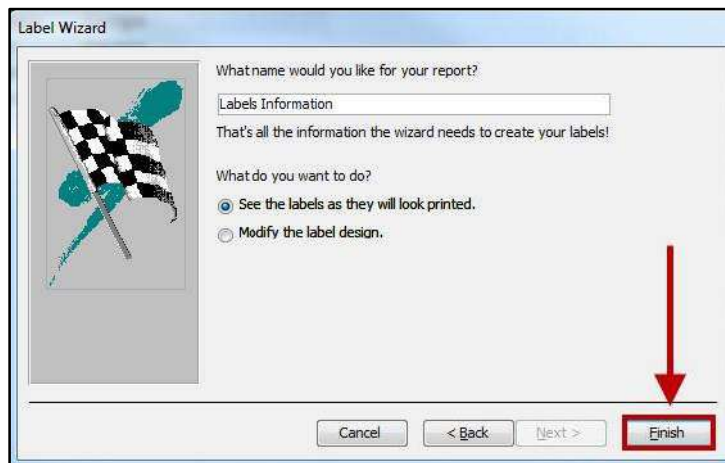 Label Wizard
What name would you like for your report?
Labels Information
That's all the information the wizard needs to create your labels!
What do you want to do?
See the labels as they will look printed.
Modify the label design.
Cancel
< Back
Next >
Finish